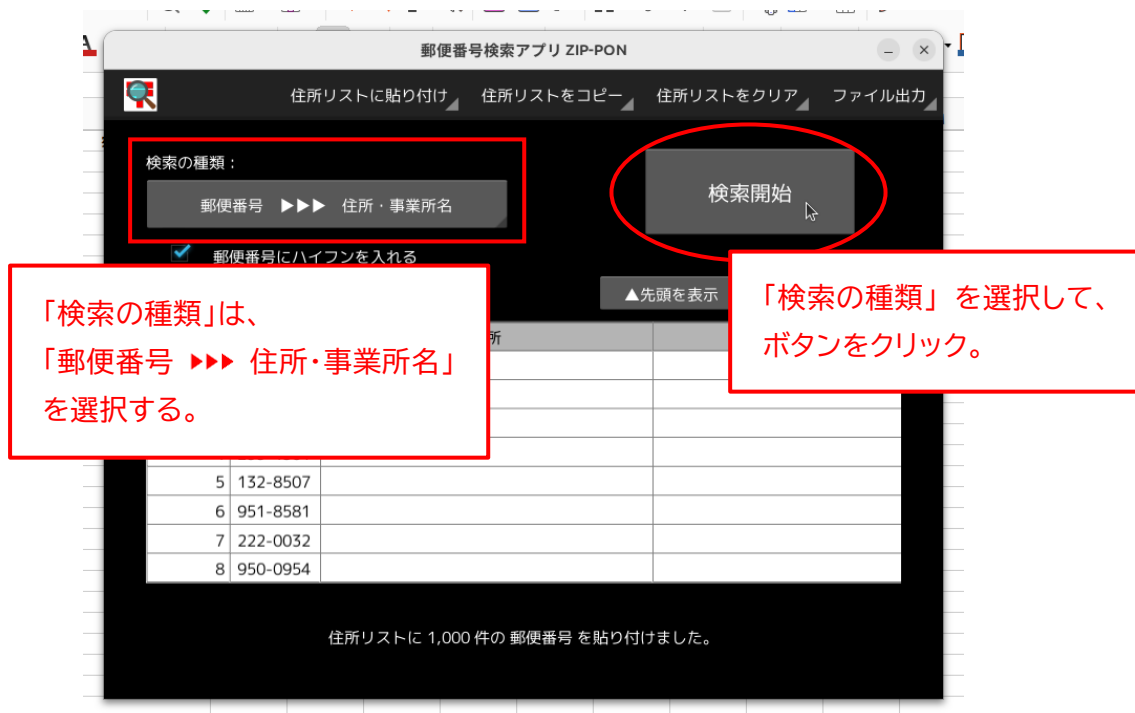 郵便番号検索アプリ ZIP-PON
住所リストに貼り付け 住所リストをコピー 住所リストをクリア ファイル出力
検索の種類：
郵便番号 ▶▶▶ 住所・事業所名
検索開始
郵便番号にハイフンを入れる
▲先頭を表示
「検索の種類」は、
「郵便番号 ▶▶▶ 住所・事業所名」
を選択する。
「検索の種類」を選択して、
ボタンをクリック。
所
5 132-8507
6 951-8581
7 222-0032
8 950-0954
住所リストに 1,000 件の 郵便番号 を貼り付けました。